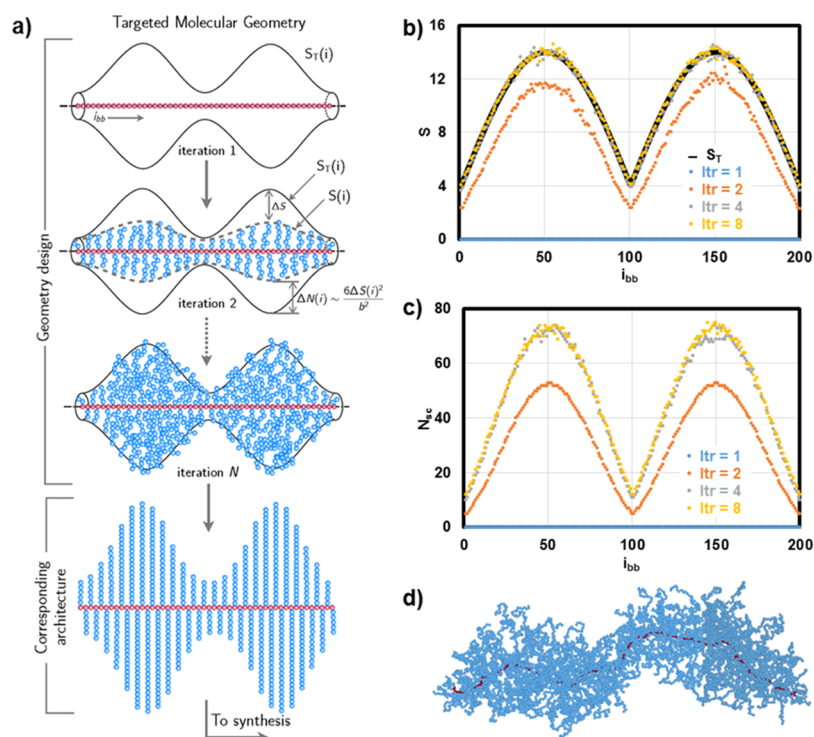 a)
Targeted Molecular Geometry
S_T(i)
i_bb
iteration 1
S_T(i)
S(i)
ΔS
iteration 2
ΔN(i) ~ 6ΔS(i)²/b²
iteration N
Geometry design
Corresponding architecture
To synthesis
b)
16
12
8
4
0
S
S_T
Itr = 1
Itr = 2
Itr = 4
Itr = 8
0 50 100 150 200
i_bb
c)
80
60
40
20
0
N_sc
Itr = 1
Itr = 2
Itr = 4
Itr = 8
0 50 100 150 200
i_bb
d)